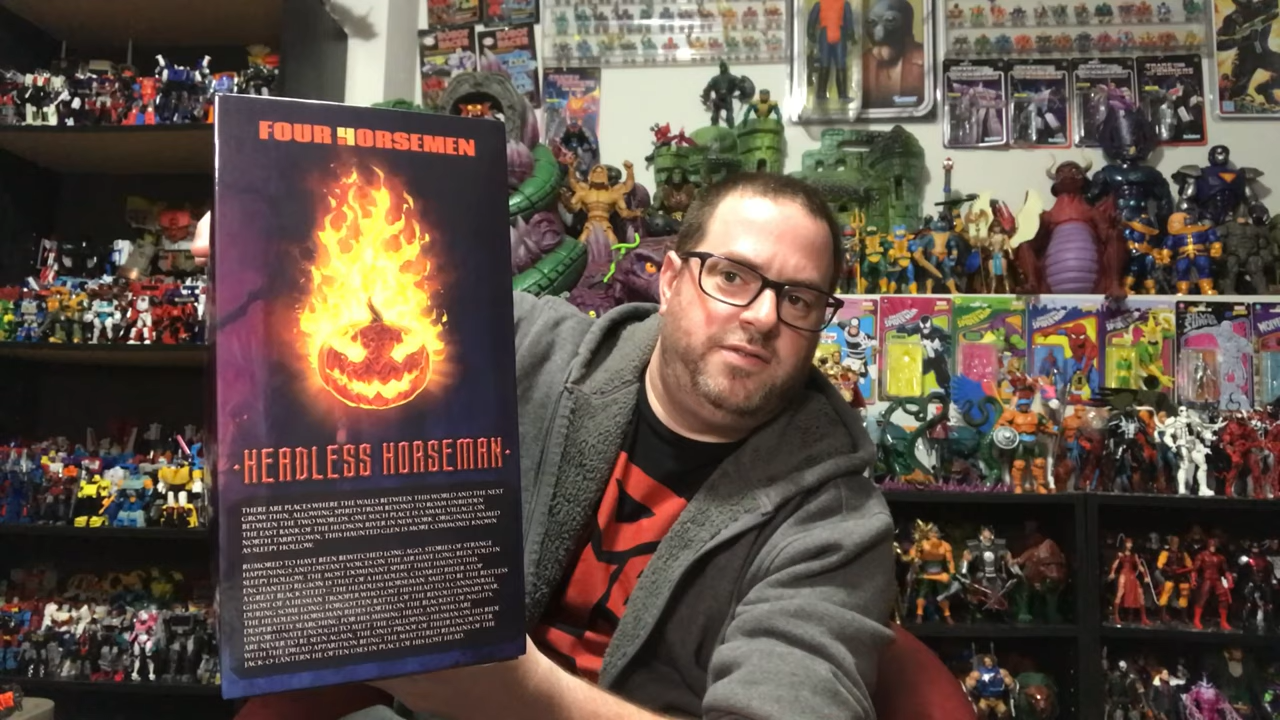 FOUR HORSEMEN
·HEADLESS HORSEMAN·
THERE ARE PLACES WHERE THE WALLS BETWEEN THIS WORLD AND THE NEXT
GROW THIN, ALLOWING SPIRITS FROM BEYOND TO ROAM UNBIDDEN
BETWEEN THE TWO WORLDS. ONE SUCH PLACE IS A SMALL VILLAGE ON
THE EAST BANK OF THE HUDSON RIVER IN NEW YORK. ORIGINALLY NAMED
NORTH TARRYTOWN, THIS HAUNTED GLEN IS MORE COMMONLY KNOWN
AS SLEEPY HOLLOW.
RUMORED TO HAVE BEEN BEWITCHED LONG AGO, STORIES OF STRANGE
HAPPENINGS AND DISTANT VOICES ON THE AIR HAVE LONG BEEN TOLD IN
SLEEPY HOLLOW. THE MOST DOMINANT SPIRIT THAT HAUNTS THIS
ENCHANTED REGION IS THAT OF A HEADLESS, CLOAKED RIDER ATOP
A GREAT BLACK STEED – THE HEADLESS HORSEMAN. SAID TO BE THE RESTLESS
GHOST OF A HESSIAN TROOPER WHO LOST HIS HEAD TO A CANNONBALL
DURING SOME LONG-FORGOTTEN BATTLE OF THE REVOLUTIONARY WAR,
THE HEADLESS HORSEMAN RIDES FORTH ON THE BLACKEST OF NIGHTS,
DESPERATELY SEARCHING FOR HIS MISSING HEAD. ANY WHO ARE
UNFORTUNATE ENOUGH TO MEET THE GALLOPING HESSIAN ON HIS RIDE
ARE NEVER TO BE SEEN AGAIN, THE ONLY PROOF OF THEIR ENCOUNTER
WITH THE DREAD APPARITION BEING THE SHATTERED REMAINS OF THE
JACK-O-LANTERN HE OFTEN USES IN PLACE OF HIS LOST HEAD.